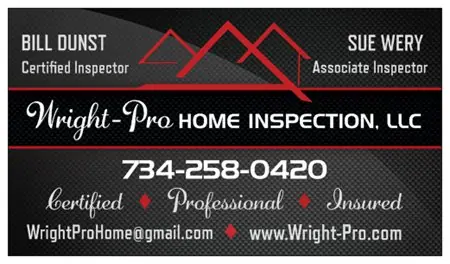 BILL DUNST
Certified Inspector
SUE WERY
Associate Inspector
Wright-Pro HOME INSPECTION, LLC
734-258-0420
Certified ♦ Professional ♦ Insured
WrightProHome@gmail.com ♦ www.Wright-Pro.com